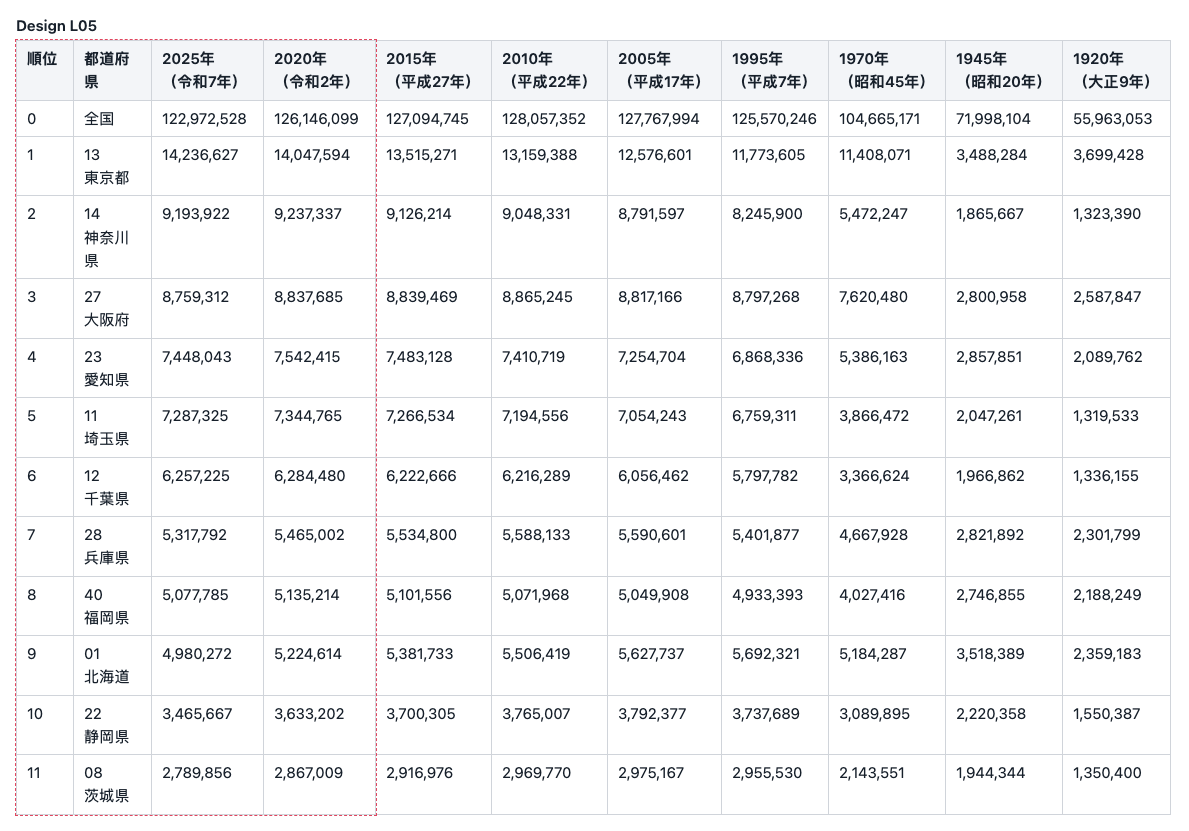 Design L05
順位 都道府県 2025年（令和7年） 2020年（令和2年） 2015年（平成27年） 2010年（平成22年） 2005年（平成17年） 1995年（平成7年） 1970年（昭和45年） 1945年（昭和20年） 1920年（大正9年）
0 全国 122,972,528 126,146,099 127,094,745 128,057,352 127,767,994 125,570,246 104,665,171 71,998,104 55,963,053
1 13 東京都 14,236,627 14,047,594 13,515,271 13,159,388 12,576,601 11,773,605 11,408,071 3,488,284 3,699,428
2 14 神奈川県 9,193,922 9,237,337 9,126,214 9,048,331 8,791,597 8,245,900 5,472,247 1,865,667 1,323,390
3 27 大阪府 8,759,312 8,837,685 8,839,469 8,865,245 8,817,166 8,797,268 7,620,480 2,800,958 2,587,847
4 23 愛知県 7,448,043 7,542,415 7,483,128 7,410,719 7,254,704 6,868,336 5,386,163 2,857,851 2,089,762
5 11 埼玉県 7,287,325 7,344,765 7,266,534 7,194,556 7,054,243 6,759,311 3,866,472 2,047,261 1,319,533
6 12 千葉県 6,257,225 6,284,480 6,222,666 6,216,289 6,056,462 5,797,782 3,366,624 1,966,862 1,336,155
7 28 兵庫県 5,317,792 5,465,002 5,534,800 5,588,133 5,590,601 5,401,877 4,667,928 2,821,892 2,301,799
8 40 福岡県 5,077,785 5,135,214 5,101,556 5,071,968 5,049,908 4,933,393 4,027,416 2,746,855 2,188,249
9 01 北海道 4,980,272 5,224,614 5,381,733 5,506,419 5,627,737 5,692,321 5,184,287 3,518,389 2,359,183
10 22 静岡県 3,465,667 3,633,202 3,700,305 3,765,007 3,792,377 3,737,689 3,089,895 2,220,358 1,550,387
11 08 茨城県 2,789,856 2,867,009 2,916,976 2,969,770 2,975,167 2,955,530 2,143,551 1,944,344 1,350,400